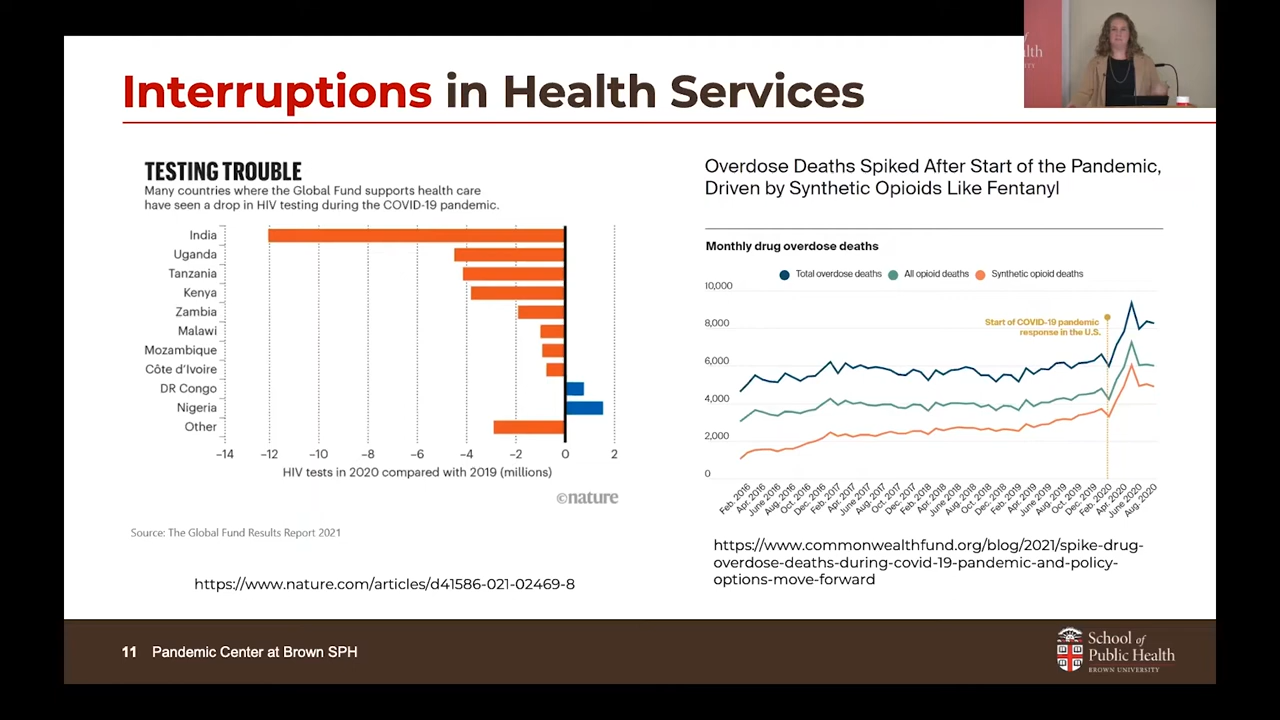 Interruptions in Health Services
TESTING TROUBLE
Many countries where the Global Fund supports health care
have seen a drop in HIV testing during the COVID-19 pandemic.
India
Uganda
Tanzania
Kenya
Zambia
Malawi
Mozambique
Côte d'Ivoire
DR Congo
Nigeria
Other
−14 −12 −10 −8 −6 −4 −2 0 2
HIV tests in 2020 compared with 2019 (millions)
©nature
Source: The Global Fund Results Report 2021
https://www.nature.com/articles/d41586-021-02469-8
Overdose Deaths Spiked After Start of the Pandemic,
Driven by Synthetic Opioids Like Fentanyl
Monthly drug overdose deaths
Total overdose deaths All opioid deaths Synthetic opioid deaths
10,000
8,000
6,000
4,000
2,000
0
Start of COVID-19 pandemic
response in the U.S.
Feb. 2016 Apr. 2016 June 2016 Aug. 2016 Oct. 2016 Dec. 2016 Feb. 2017 Apr. 2017 June 2017 Aug. 2017 Oct. 2017 Dec. 2017 Feb. 2018 Apr. 2018 June 2018 Aug. 2018 Oct. 2018 Dec. 2018 Feb. 2019 Apr. 2019 June 2019 Aug. 2019 Oct. 2019 Dec. 2019 Feb. 2020 Apr. 2020 June 2020 Aug. 2020
https://www.commonwealthfund.org/blog/2021/spike-drug-
overdose-deaths-during-covid-19-pandemic-and-policy-
options-move-forward
11 Pandemic Center at Brown SPH
School of
Public Health
BROWN UNIVERSITY